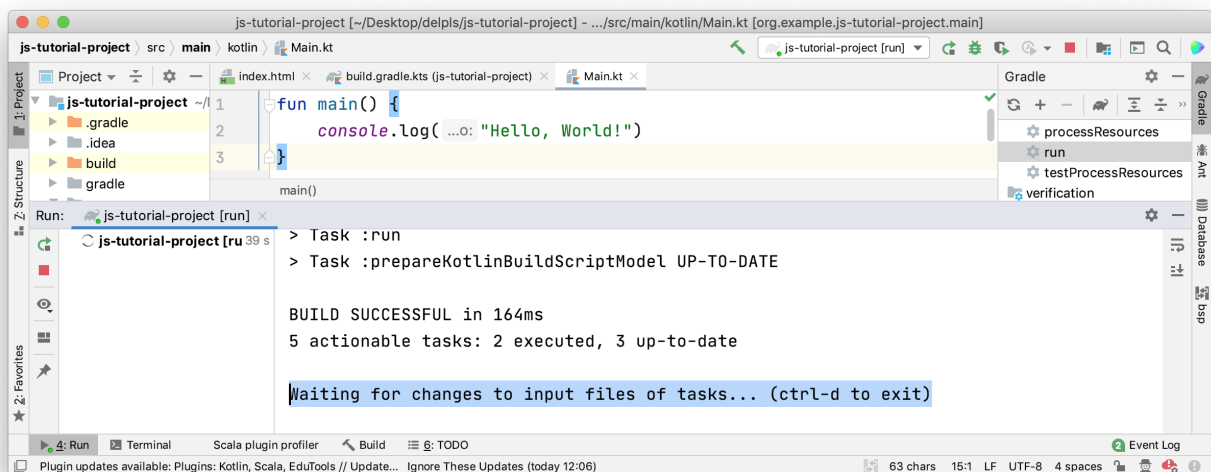 js-tutorial-project [~/Desktop/delpls/js-tutorial-project] - .../src/main/kotlin/Main.kt [org.example.js-tutorial-project.main]
js-tutorial-project src main kotlin Main.kt js-tutorial-project [run]
1: Project
Project
index.html build.gradle.kts (js-tutorial-project) Main.kt
Gradle
js-tutorial-project
.gradle
.idea
build
gradle
1 fun main() {
2 console.log( ...o: "Hello, World!")
3 }
main()
processResources
run
testProcessResources
verification
Gradle
Ant
Database
bsp
Z: Structure
2: Favorites
Run: js-tutorial-project [run]
js-tutorial-project [ru 39 s
> Task :run
> Task :prepareKotlinBuildScriptModel UP-TO-DATE
BUILD SUCCESSFUL in 164ms
5 actionable tasks: 2 executed, 3 up-to-date
Waiting for changes to input files of tasks... (ctrl-d to exit)
4: Run Terminal Scala plugin profiler Build 6: TODO 2 Event Log
Plugin updates available: Plugins: Kotlin, Scala, EduTools // Update... Ignore These Updates (today 12:06) 63 chars 15:1 LF UTF-8 4 spaces